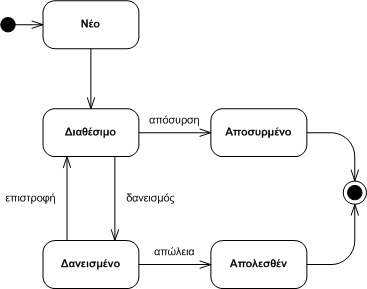 Νέο
Διαθέσιμο
απόσυρση
Αποσυρμένο
επιστροφή
δανεισμός
Δανεισμένο
απώλεια
Απολεσθέν